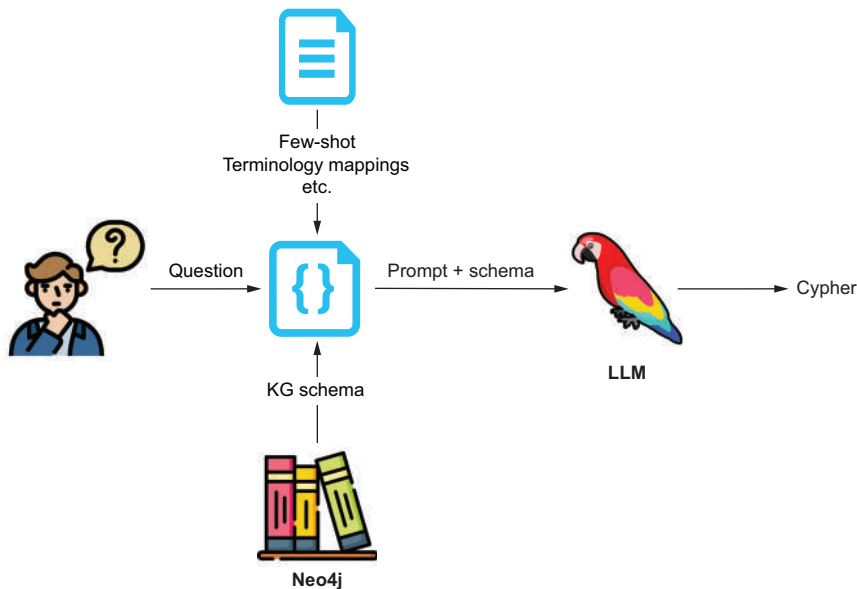 Few-shot
Terminology mappings
etc.
?
Question
{ }
Prompt + schema
Cypher
LLM
KG schema
Neo4j